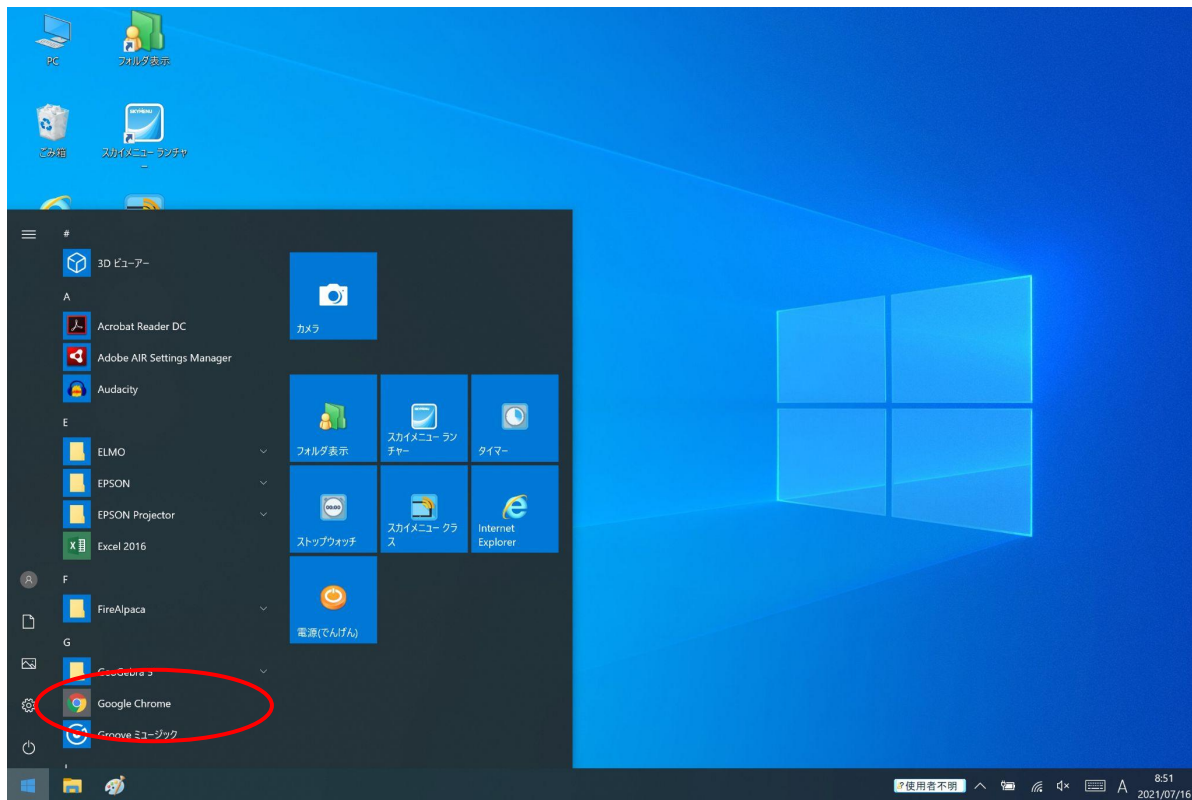 PC
フォルダ表示
SKYMENU
ごみ箱
スカイメニュー ランチャ
ー
#
3D ビューアー
A
Acrobat Reader DC
Adobe AIR Settings Manager
Audacity
E
ELMO
EPSON
EPSON Projector
Excel 2016
F
FireAlpaca
G
GeoGebra 5
Google Chrome
Groove ミュージック
カメラ
フォルダ表示
スカイメニュー ラン
チャー
タイマー
00:00
ストップウォッチ
スカイメニュー クラ
ス
Internet
Explorer
電源(でんげん)
?使用者不明
A
8:51
2021/07/16